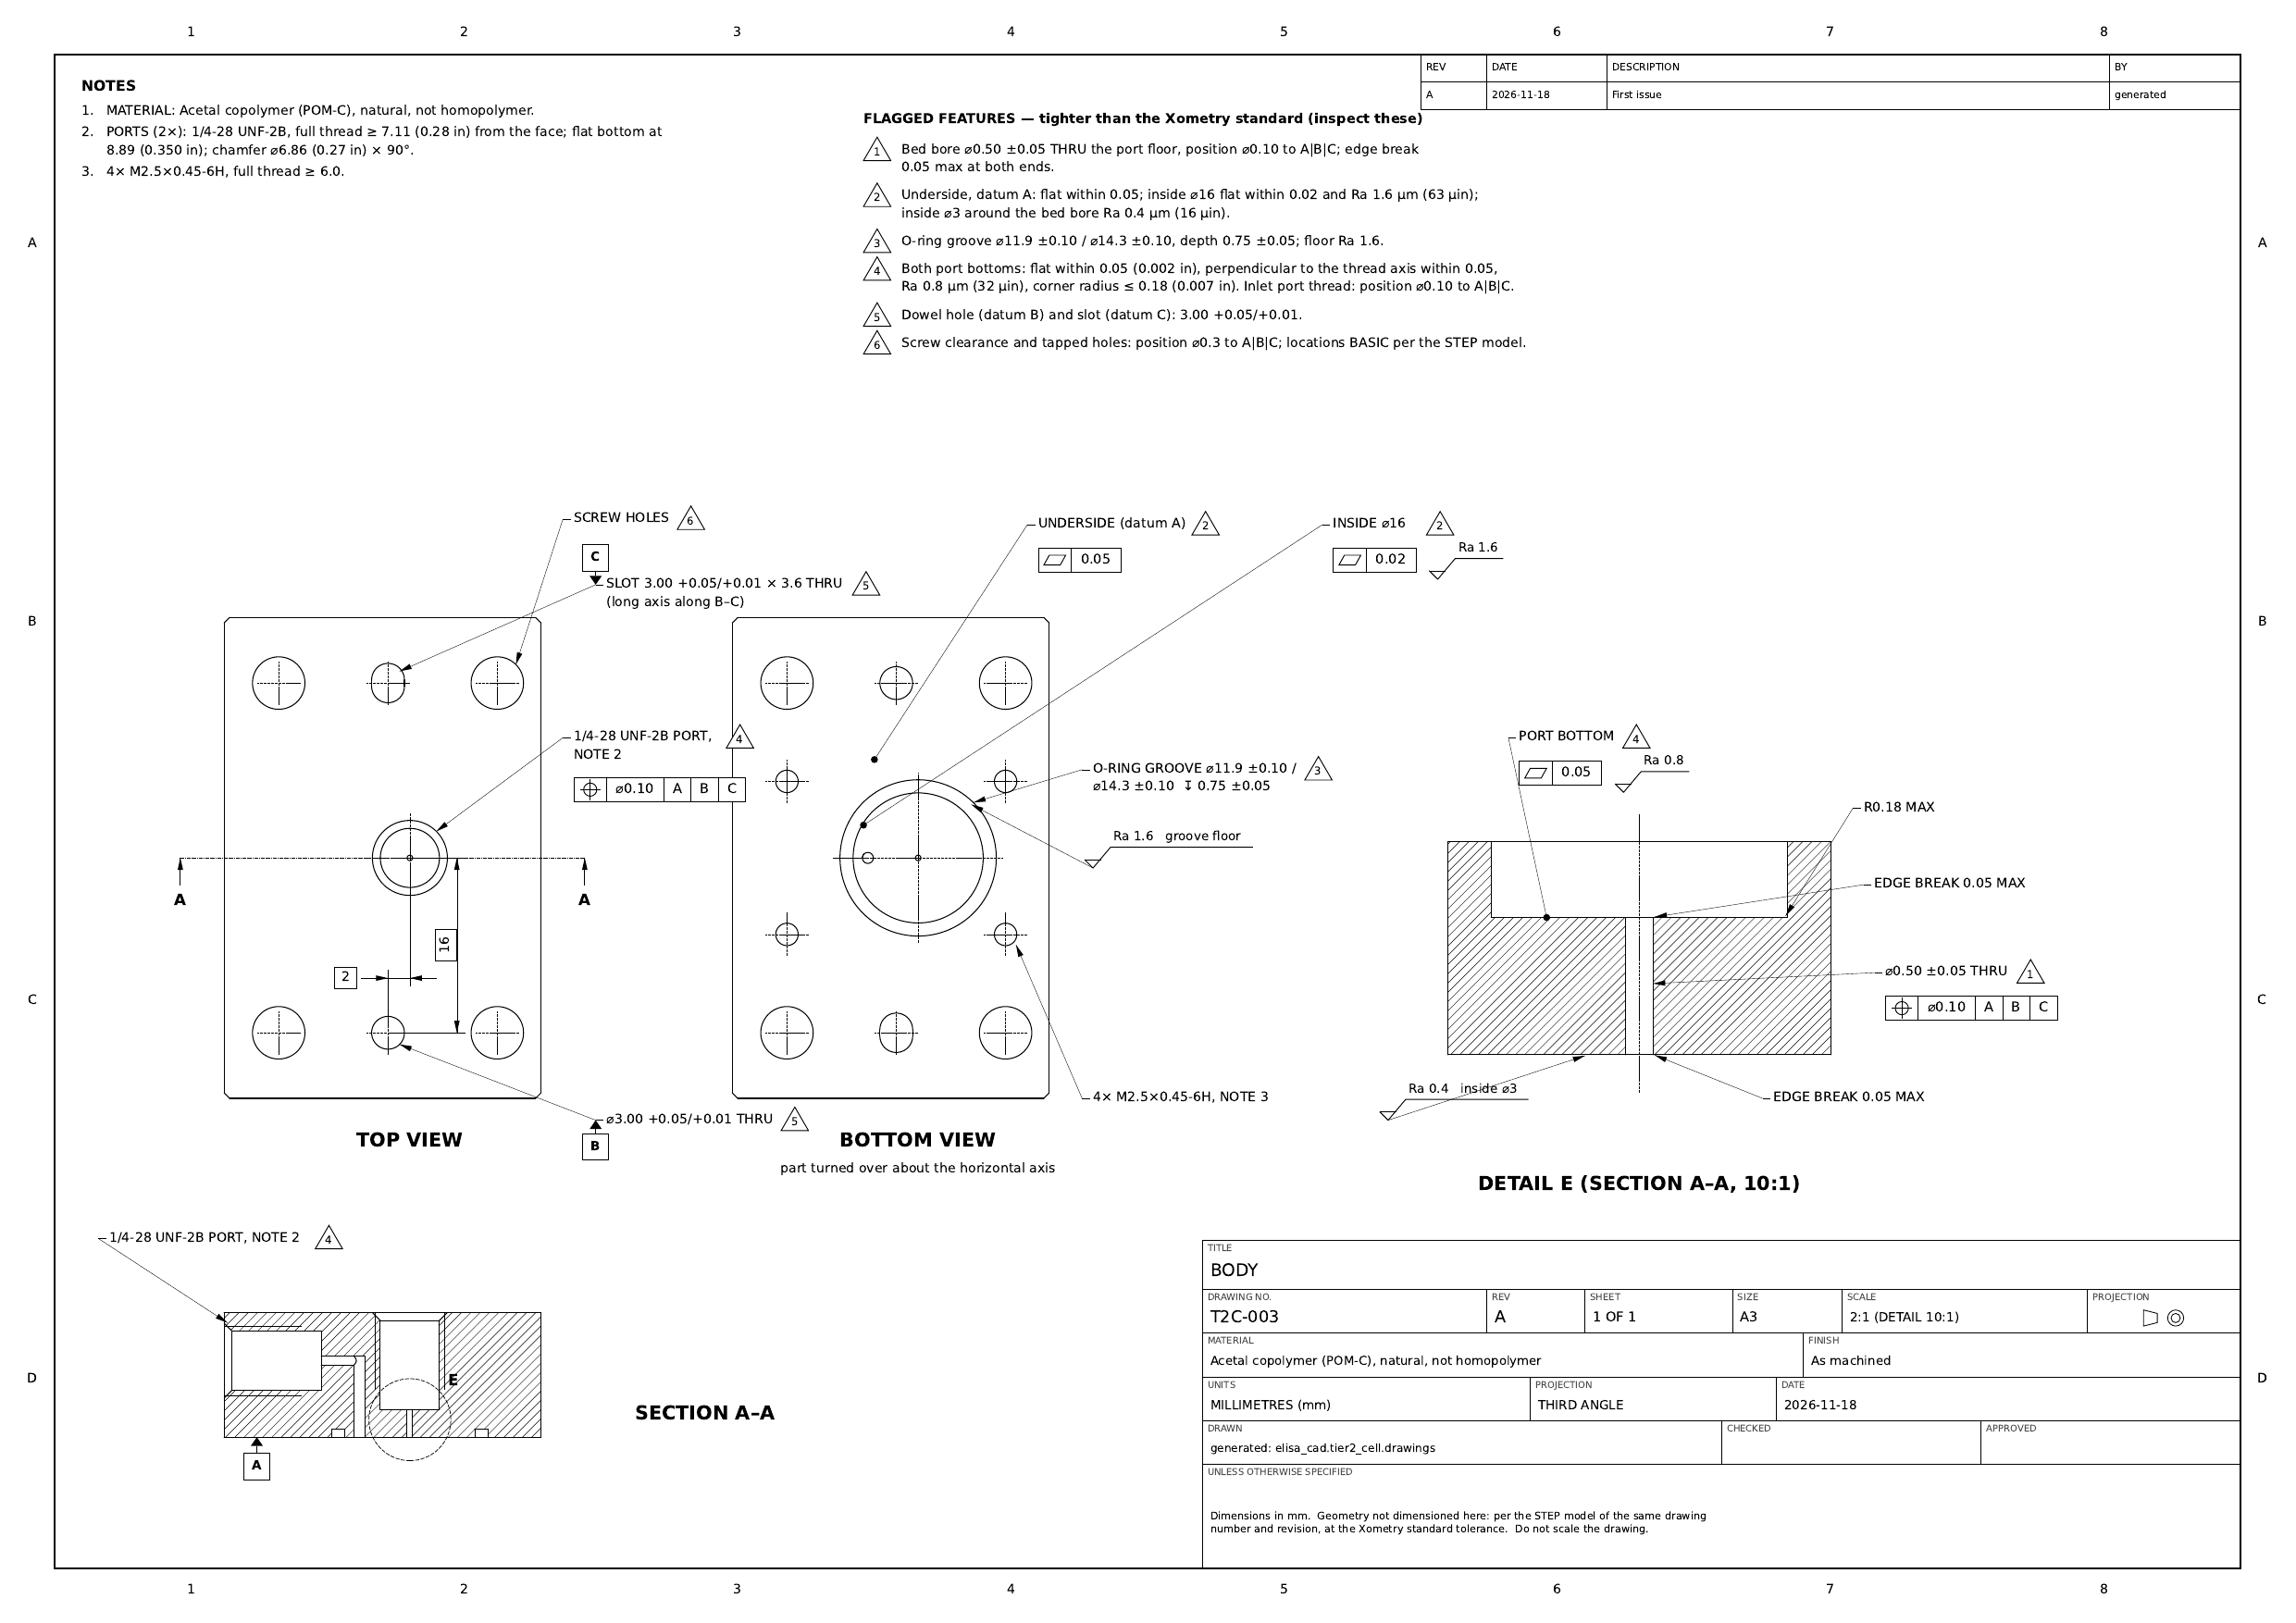 1 2 3 4 5 6 7 8
NOTES
1. MATERIAL: Acetal copolymer (POM-C), natural, not homopolymer.
2. PORTS (2×): 1/4-28 UNF-2B, full thread ≥ 7.11 (0.28 in) from the face; flat bottom at
8.89 (0.350 in); chamfer ⌀6.86 (0.27 in) × 90°.
3. 4× M2.5×0.45-6H, full thread ≥ 6.0.
REV DATE DESCRIPTION BY
A 2026-11-18 First issue generated
FLAGGED FEATURES — tighter than the Xometry standard (inspect these)
1 Bed bore ⌀0.50 ±0.05 THRU the port floor, position ⌀0.10 to A|B|C; edge break
0.05 max at both ends.
2 Underside, datum A: flat within 0.05; inside ⌀16 flat within 0.02 and Ra 1.6 µm (63 µin);
inside ⌀3 around the bed bore Ra 0.4 µm (16 µin).
3 O-ring groove ⌀11.9 ±0.10 / ⌀14.3 ±0.10, depth 0.75 ±0.05; floor Ra 1.6.
4 Both port bottoms: flat within 0.05 (0.002 in), perpendicular to the thread axis within 0.05,
Ra 0.8 µm (32 µin), corner radius ≤ 0.18 (0.007 in). Inlet port thread: position ⌀0.10 to A|B|C.
5 Dowel hole (datum B) and slot (datum C): 3.00 +0.05/+0.01.
6 Screw clearance and tapped holes: position ⌀0.3 to A|B|C; locations BASIC per the STEP model.
A A
B B
C C
D D
SCREW HOLES 6
C
SLOT 3.00 +0.05/+0.01 × 3.6 THRU 5
(long axis along B–C)
1/4-28 UNF-2B PORT, 4
NOTE 2
⌀0.10 A B C
A A
16
2
⌀3.00 +0.05/+0.01 THRU 5
B
TOP VIEW
UNDERSIDE (datum A) 2
0.05
INSIDE ⌀16 2
0.02 Ra 1.6
O-RING GROOVE ⌀11.9 ±0.10 / 3
⌀14.3 ±0.10 ↧ 0.75 ±0.05
Ra 1.6 groove floor
4× M2.5×0.45-6H, NOTE 3
BOTTOM VIEW
part turned over about the horizontal axis
PORT BOTTOM 4
0.05 Ra 0.8
R0.18 MAX
EDGE BREAK 0.05 MAX
⌀0.50 ±0.05 THRU 1
⌀0.10 A B C
Ra 0.4 inside ⌀3
EDGE BREAK 0.05 MAX
DETAIL E (SECTION A–A, 10:1)
1/4-28 UNF-2B PORT, NOTE 2 4
E
A
SECTION A–A
TITLE
BODY
DRAWING NO. REV SHEET SIZE SCALE PROJECTION
T2C-003 A 1 OF 1 A3 2:1 (DETAIL 10:1)
MATERIAL FINISH
Acetal copolymer (POM-C), natural, not homopolymer As machined
UNITS PROJECTION DATE
MILLIMETRES (mm) THIRD ANGLE 2026-11-18
DRAWN CHECKED APPROVED
generated: elisa_cad.tier2_cell.drawings
UNLESS OTHERWISE SPECIFIED
Dimensions in mm. Geometry not dimensioned here: per the STEP model of the same drawing
number and revision, at the Xometry standard tolerance. Do not scale the drawing.
1 2 3 4 5 6 7 8